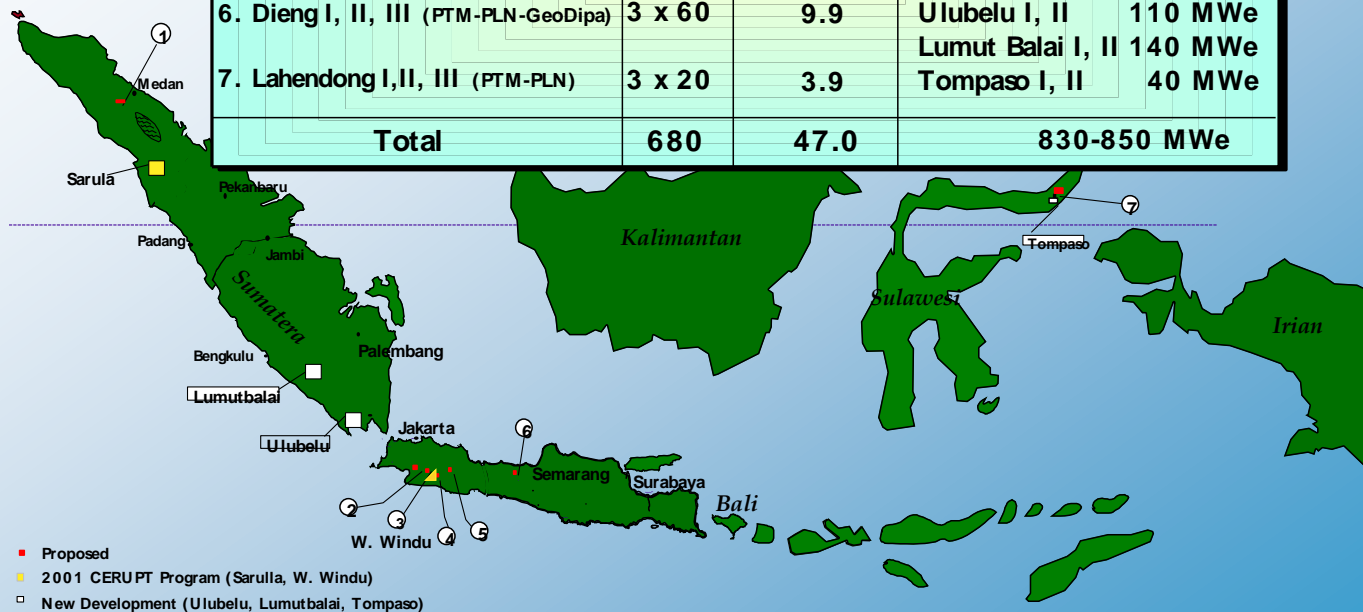 6. Dieng I, II, III (PTM-PLN-GeoDipa) 3 x 60 9.9 Ulubelu I, II 110 MWe
Lumut Balai I, II 140 MWe
7. Lahendong I,II, III (PTM-PLN) 3 x 20 3.9 Tompaso I, II 40 MWe
Total 680 47.0 830-850 MWe
1
Medan
Sarula
Pekanbaru
Padang
Jambi
Sumatera
Bengkulu
Palembang
Lumutbalai
Ulubelu
Kalimantan
Sulawesi
7
Tompaso
Irian
Jakarta
6
Semarang
Surabaya
Bali
2
3
4
5
W. Windu
Proposed
2001 CERUPT Program (Sarulla, W. Windu)
New Development (Ulubelu, Lumutbalai, Tompaso)